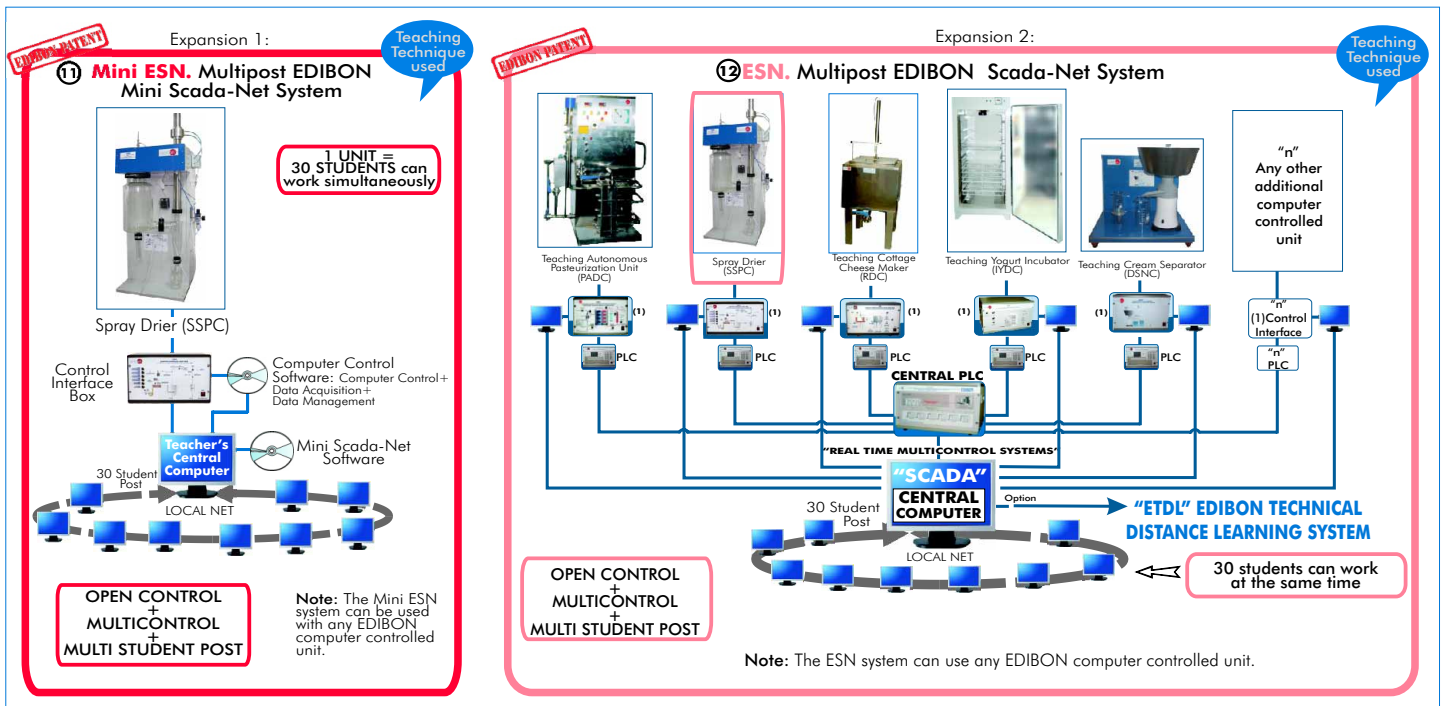 Expansion 1:
EDIBON PATENT
Teaching
Technique
used
11 Mini ESN. Multipost EDIBON
Mini Scada-Net System
1 UNIT =
30 STUDENTS can
work simultaneously
Spray Drier (SSPC)
Control
Interface
Box
Computer Control
Software: Computer Control+
Data Acquisition+
Data Management
Teacher's
Central
Computer
Mini Scada-Net
Software
30 Student
Post
LOCAL NET
OPEN CONTROL
+
MULTICONTROL
+
MULTI STUDENT POST
Note: The Mini ESN
system can be used
with any EDIBON
computer controlled
unit.
Expansion 2:
EDIBON PATENT
Teaching
Technique
used
12 ESN. Multipost EDIBON Scada-Net System
Teaching Autonomous
Pasteurization Unit
(PADC)
Spray Drier
(SSPC)
Teaching Cottage
Cheese Maker
(RDC)
Teaching Yogurt Incubator
(IYDC)
Teaching Cream Separator
(DSNC)
"n"
Any other
additional
computer
controlled
unit
(1)
(1)
(1)
(1)
(1)
"n"
(1)Control
Interface
PLC
PLC
PLC
PLC
PLC
"n"
PLC
CENTRAL PLC
"REAL TIME MULTICONTROL SYSTEMS"
"SCADA"
CENTRAL
COMPUTER
Option
"ETDL" EDIBON TECHNICAL
DISTANCE LEARNING SYSTEM
30 Student
Post
LOCAL NET
30 students can work
at the same time
OPEN CONTROL
+
MULTICONTROL
+
MULTI STUDENT POST
Note: The ESN system can use any EDIBON computer controlled unit.